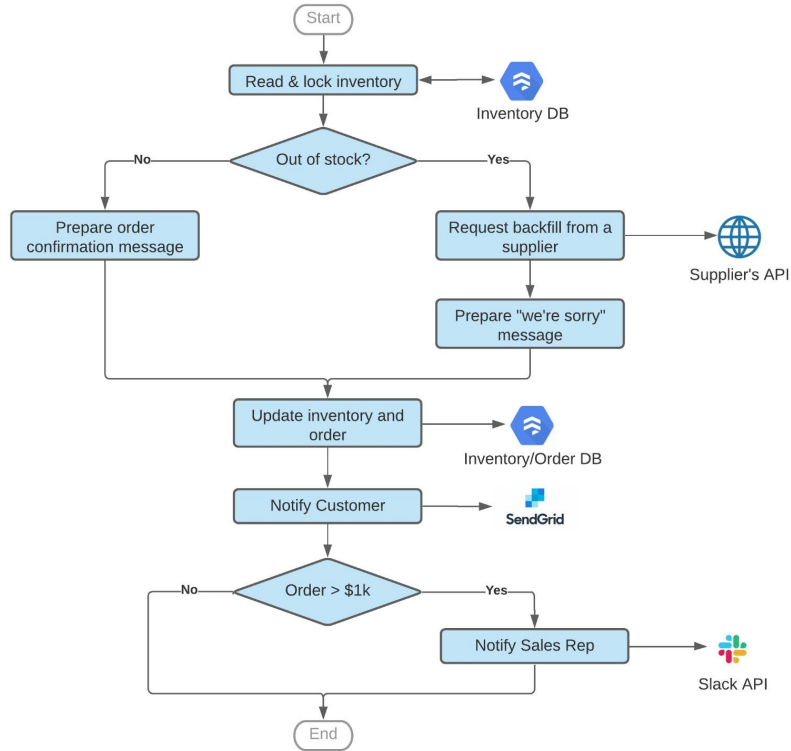 Start
Read & lock inventory
Inventory DB
Out of stock?
No
Yes
Prepare order
confirmation message
Request backfill from a
supplier
Supplier's API
Prepare "we're sorry"
message
Update inventory and
order
Inventory/Order DB
Notify Customer
SendGrid
Order > $1k
No
Yes
Notify Sales Rep
Slack API
End